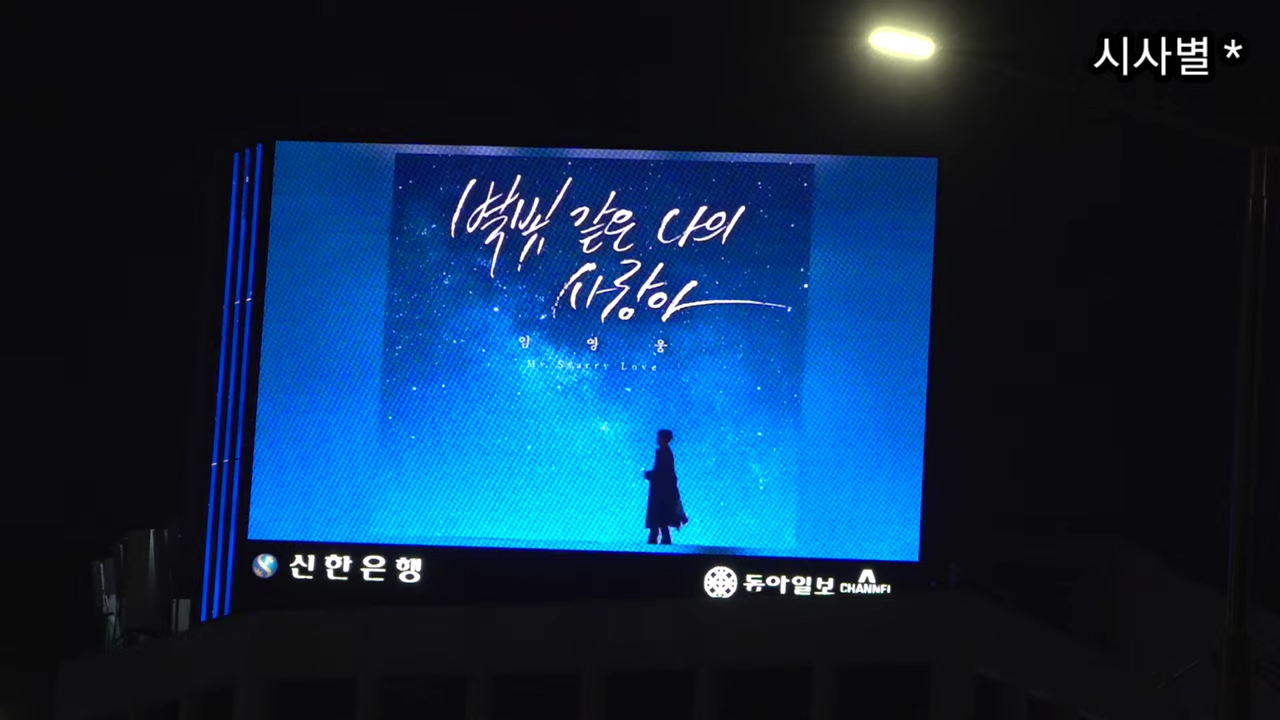 시사별 *
별빛 같은 나의
사랑아
임 영 웅
My Starry Love
신한은행
동아일보 CHANNEL A